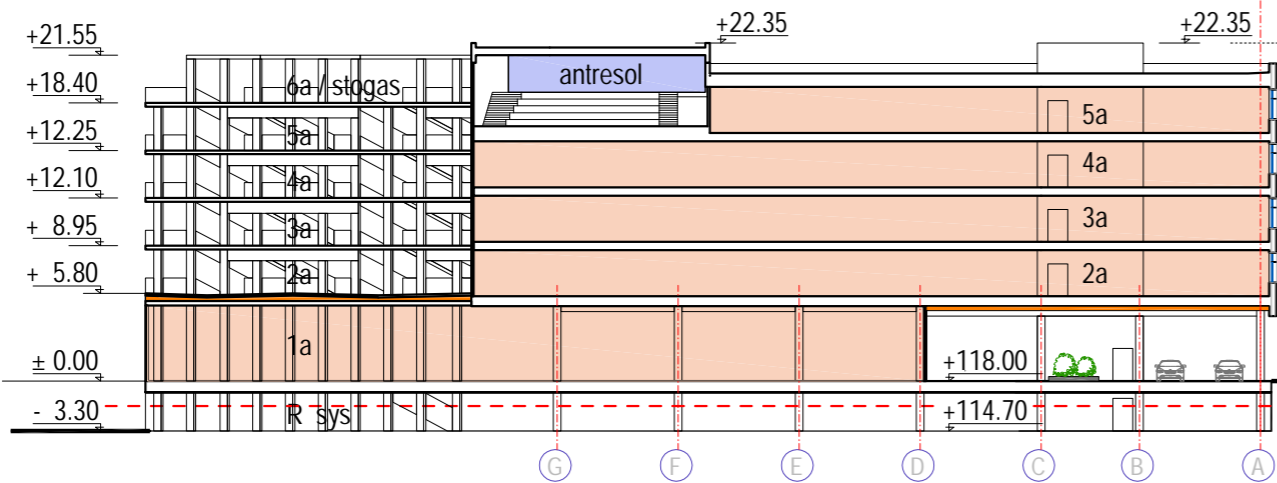 +22.35
+22.35
+21.55
antresol
6a / stogas
+18.40
5a
5a
+12.25
4a
4a
+12.10
3a
3a
+ 8.95
2a
2a
+ 5.80
1a
± 0.00
+118.00
- 3.30
R sys
+114.70
G
F
E
D
C
B
A